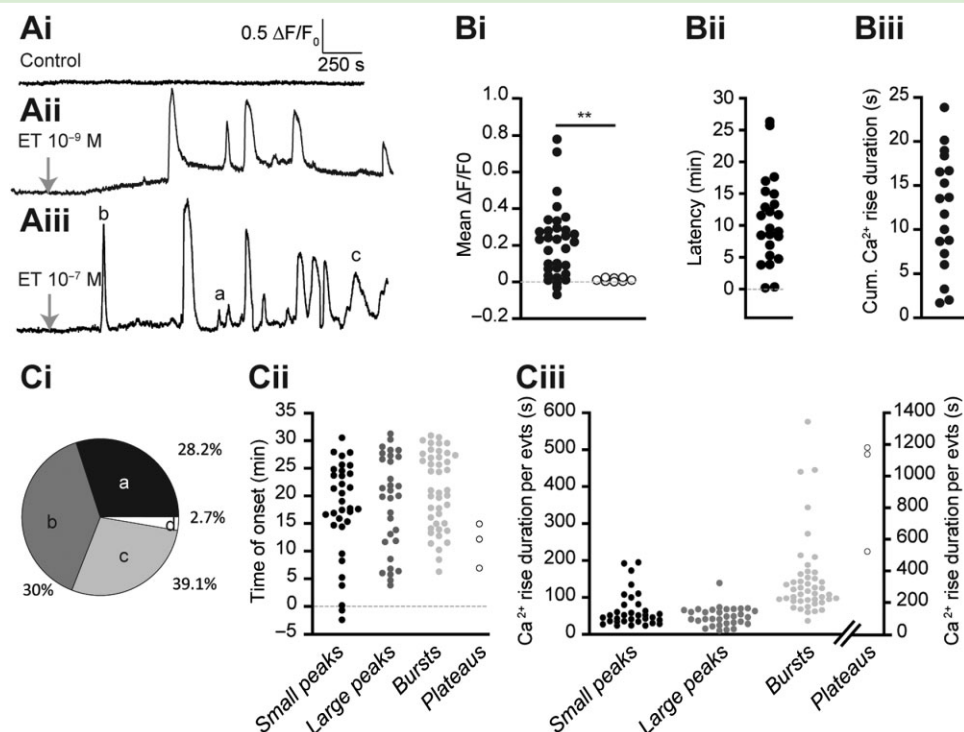 Ai
0.5 ΔF/F0
250 s
Control
Aii
ET 10⁻⁹ M
Aiii
ET 10⁻⁷ M
b
a
c
Bi
Mean ΔF/F0
1.0
0.8
0.6
0.4
0.2
0
–0.2
**
Bii
Latency (min)
30
25
20
15
10
5
0
Biii
Cum. Ca²⁺ rise duration (s)
25
20
15
10
5
0
Ci
28.2%
a
b
d
2.7%
c
30%
39.1%
Cii
Time of onset (min)
35
30
25
20
15
10
5
0
–5
Small peaks
Large peaks
Bursts
Plateaus
Ciii
Ca²⁺ rise duration per evts (s)
600
500
400
300
200
100
0
Small peaks
Large peaks
Bursts
Plateaus
1400
1200
1000
800
600
400
200
0
Ca²⁺ rise duration per evts (s)